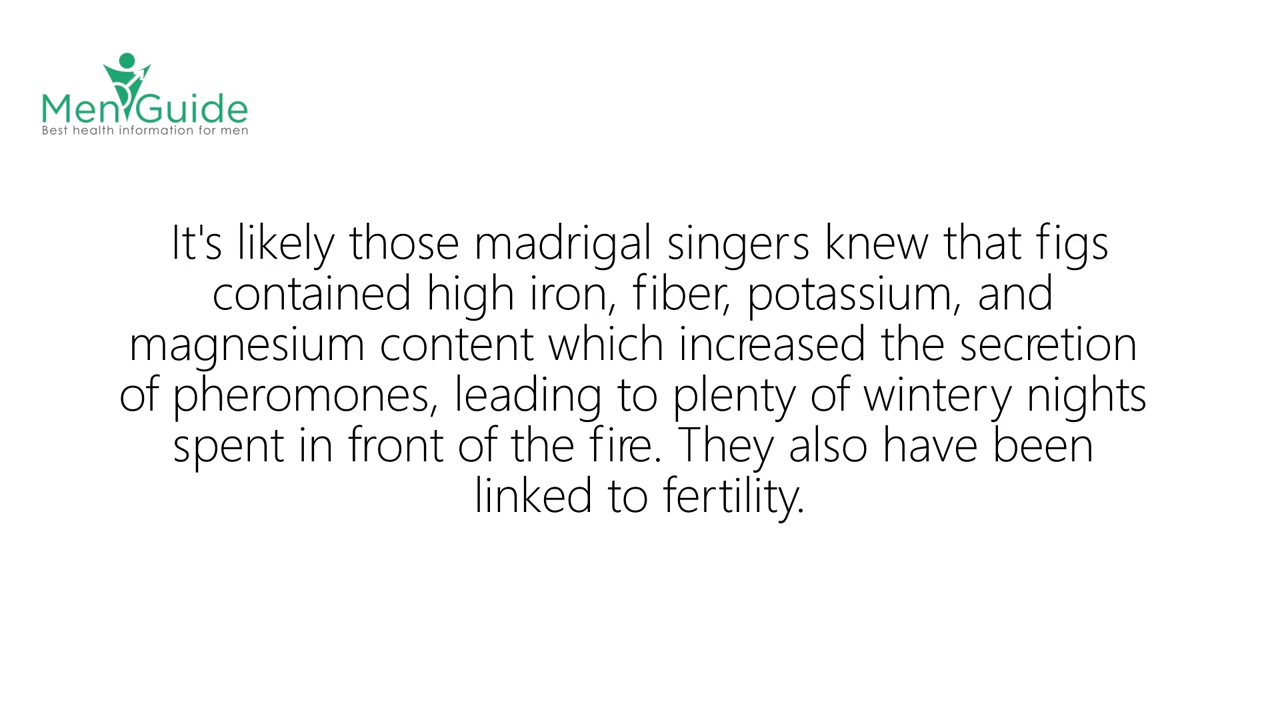 Men Guide
Best health information for men
It's likely those madrigal singers knew that figs
contained high iron, fiber, potassium, and
magnesium content which increased the secretion
of pheromones, leading to plenty of wintery nights
spent in front of the fire. They also have been
linked to fertility.